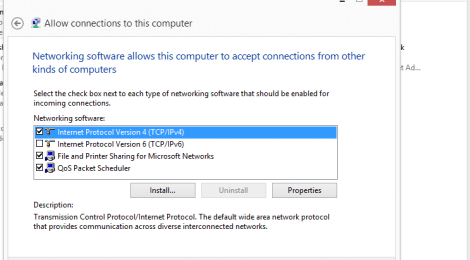 Allow connections to this computer
Networking software allows this computer to accept connections from other
kinds of computers
Select the check box next to each type of networking software that should be enabled for
incoming connections.
Networking software:
Internet Protocol Version 4 (TCP/IPv4)
Internet Protocol Version 6 (TCP/IPv6)
File and Printer Sharing for Microsoft Networks
QoS Packet Scheduler
Install... Uninstall Properties
Description:
Transmission Control Protocol/Internet Protocol. The default wide area network protocol
that provides communication across diverse interconnected networks.